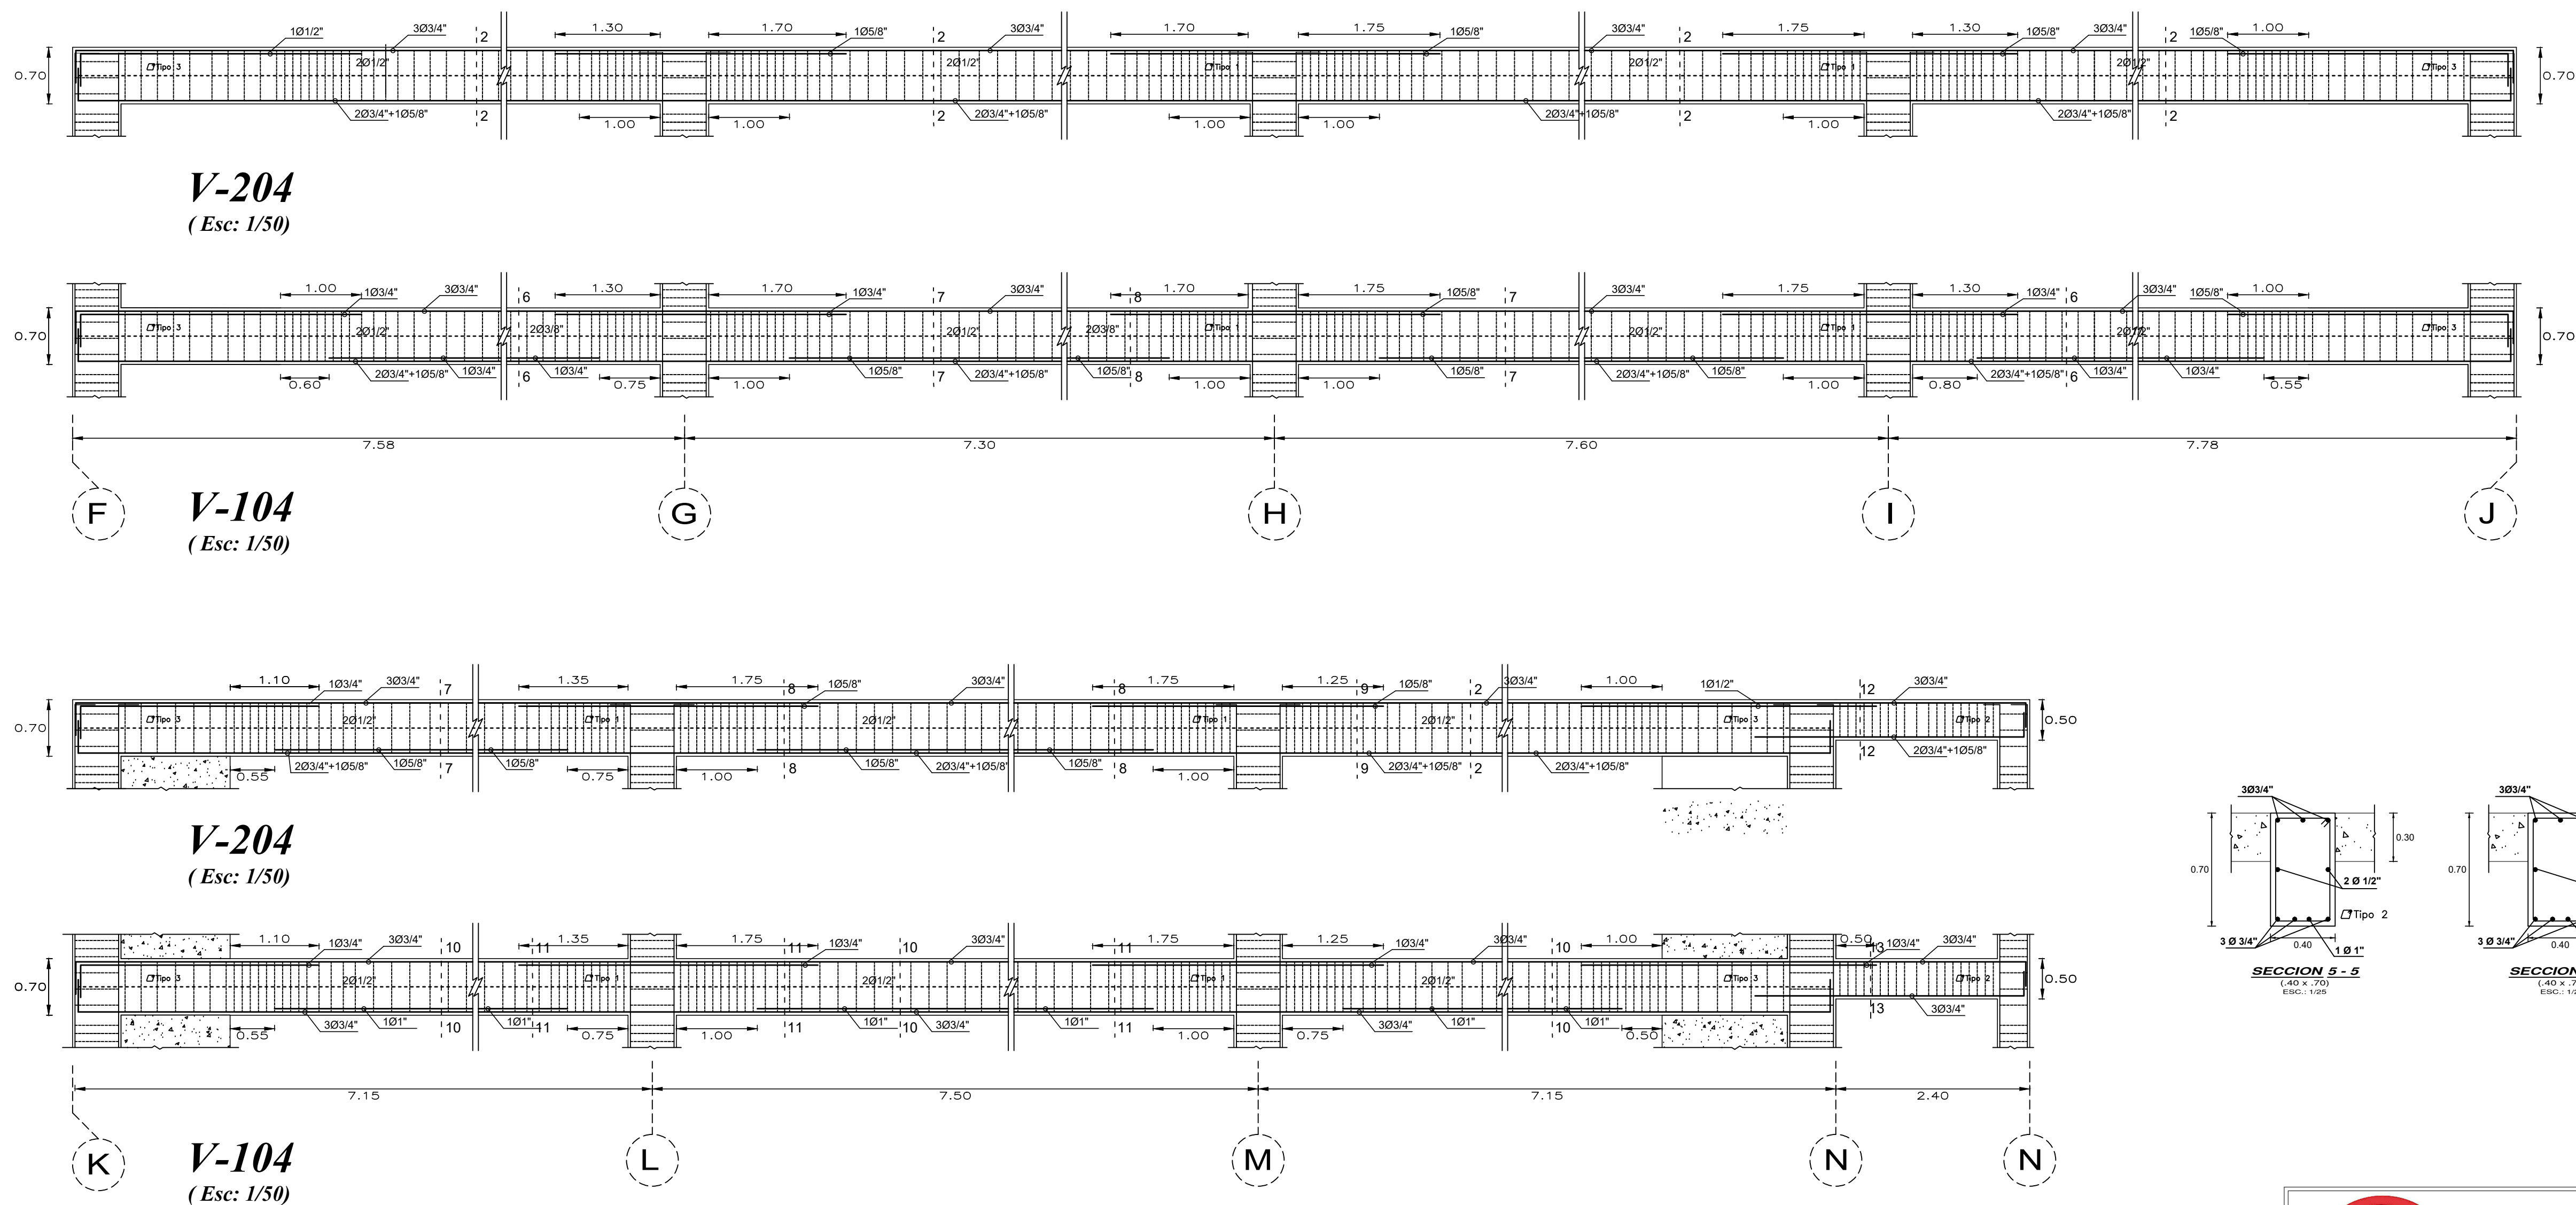 1.30 1.70 1.70 1.75 1.75 1.30 1.00
1Ø1/2" 3Ø3/4" 2 1Ø5/8" 2 3Ø3/4" 1Ø5/8" 3Ø3/4" 2 1Ø5/8" 3Ø3/4" 2 1Ø5/8"
0.70 Tipo 3 2Ø1/2" 2Ø1/2" Tipo 1 2Ø1/2" Tipo 1 2Ø1/2" Tipo 3 0.70
2Ø3/4"+1Ø5/8" 2 2Ø3/4"+1Ø5/8" 2 2Ø3/4"+1Ø5/8" 2 2Ø3/4"+1Ø5/8" 2
1.00 1.00 1.00 1.00 1.00
V-204
( Esc: 1/50)
1.00 1.30 1.70 1.70 1.75 1.75 1.30 1.00
1Ø3/4" 3Ø3/4" 6 1Ø3/4" 7 3Ø3/4" 8 1Ø5/8" 7 3Ø3/4" 1Ø3/4" 6 3Ø3/4" 1Ø5/8"
0.70 Tipo 3 2Ø1/2" 2Ø3/8" 2Ø1/2" 2Ø3/8" Tipo 1 2Ø1/2" Tipo 1 2Ø1/2" Tipo 3 0.70
2Ø3/4"+1Ø5/8" 1Ø3/4" 6 1Ø3/4" 1Ø5/8" 7 2Ø3/4"+1Ø5/8" 1Ø5/8" 8 1Ø5/8" 7 2Ø3/4"+1Ø5/8" 1Ø5/8" 2Ø3/4"+1Ø5/8" 6 1Ø3/4" 1Ø3/4"
0.60 0.75 1.00 1.00 1.00 1.00 0.80 0.55
7.58 7.30 7.60 7.78
F G H I J
V-104
( Esc: 1/50)
1.10 1.35 1.75 1.75 1.25 1.00
1Ø3/4" 3Ø3/4" 7 8 1Ø5/8" 3Ø3/4" 8 9 1Ø5/8" 2 3Ø3/4" 1Ø1/2" 12 3Ø3/4"
0.70 Tipo 3 2Ø1/2" Tipo 1 2Ø1/2" Tipo 1 2Ø1/2" Tipo 3 Tipo 2 0.50
2Ø3/4"+1Ø5/8" 1Ø5/8" 7 1Ø5/8" 8 1Ø5/8" 2Ø3/4"+1Ø5/8" 1Ø5/8" 8 9 2Ø3/4"+1Ø5/8" 2 2Ø3/4"+1Ø5/8" 12 2Ø3/4"+1Ø5/8"
0.55 0.75 1.00 1.00
V-204
( Esc: 1/50)
1.10 1.35 1.75 1.75 1.25 1.00 0.50
1Ø3/4" 3Ø3/4" 10 11 11 1Ø3/4" 10 3Ø3/4" 11 1Ø3/4" 3Ø3/4" 10 13 1Ø3/4" 3Ø3/4"
0.70 Tipo 3 2Ø1/2" Tipo 1 2Ø1/2" Tipo 1 2Ø1/2" Tipo 3 Tipo 2 0.50
3Ø3/4" 1Ø1" 10 1Ø1" 11 11 1Ø1" 10 3Ø3/4" 1Ø1" 11 3Ø3/4" 1Ø1" 10 1Ø1" 13 3Ø3/4"
0.55 0.75 1.00 1.00 0.75 0.50
7.15 7.50 7.15 2.40
K L M N N
V-104
( Esc: 1/50)
3Ø3/4"
0.30
0.70
2 Ø 1/2"
Tipo 2
3 Ø 3/4" 0.40 1 Ø 1"
SECCION 5 - 5
(.40 x .70)
ESC.: 1/25
3Ø3/4"
0.70
3 Ø 3/4" 0.40
SECCION
(.40 x .7